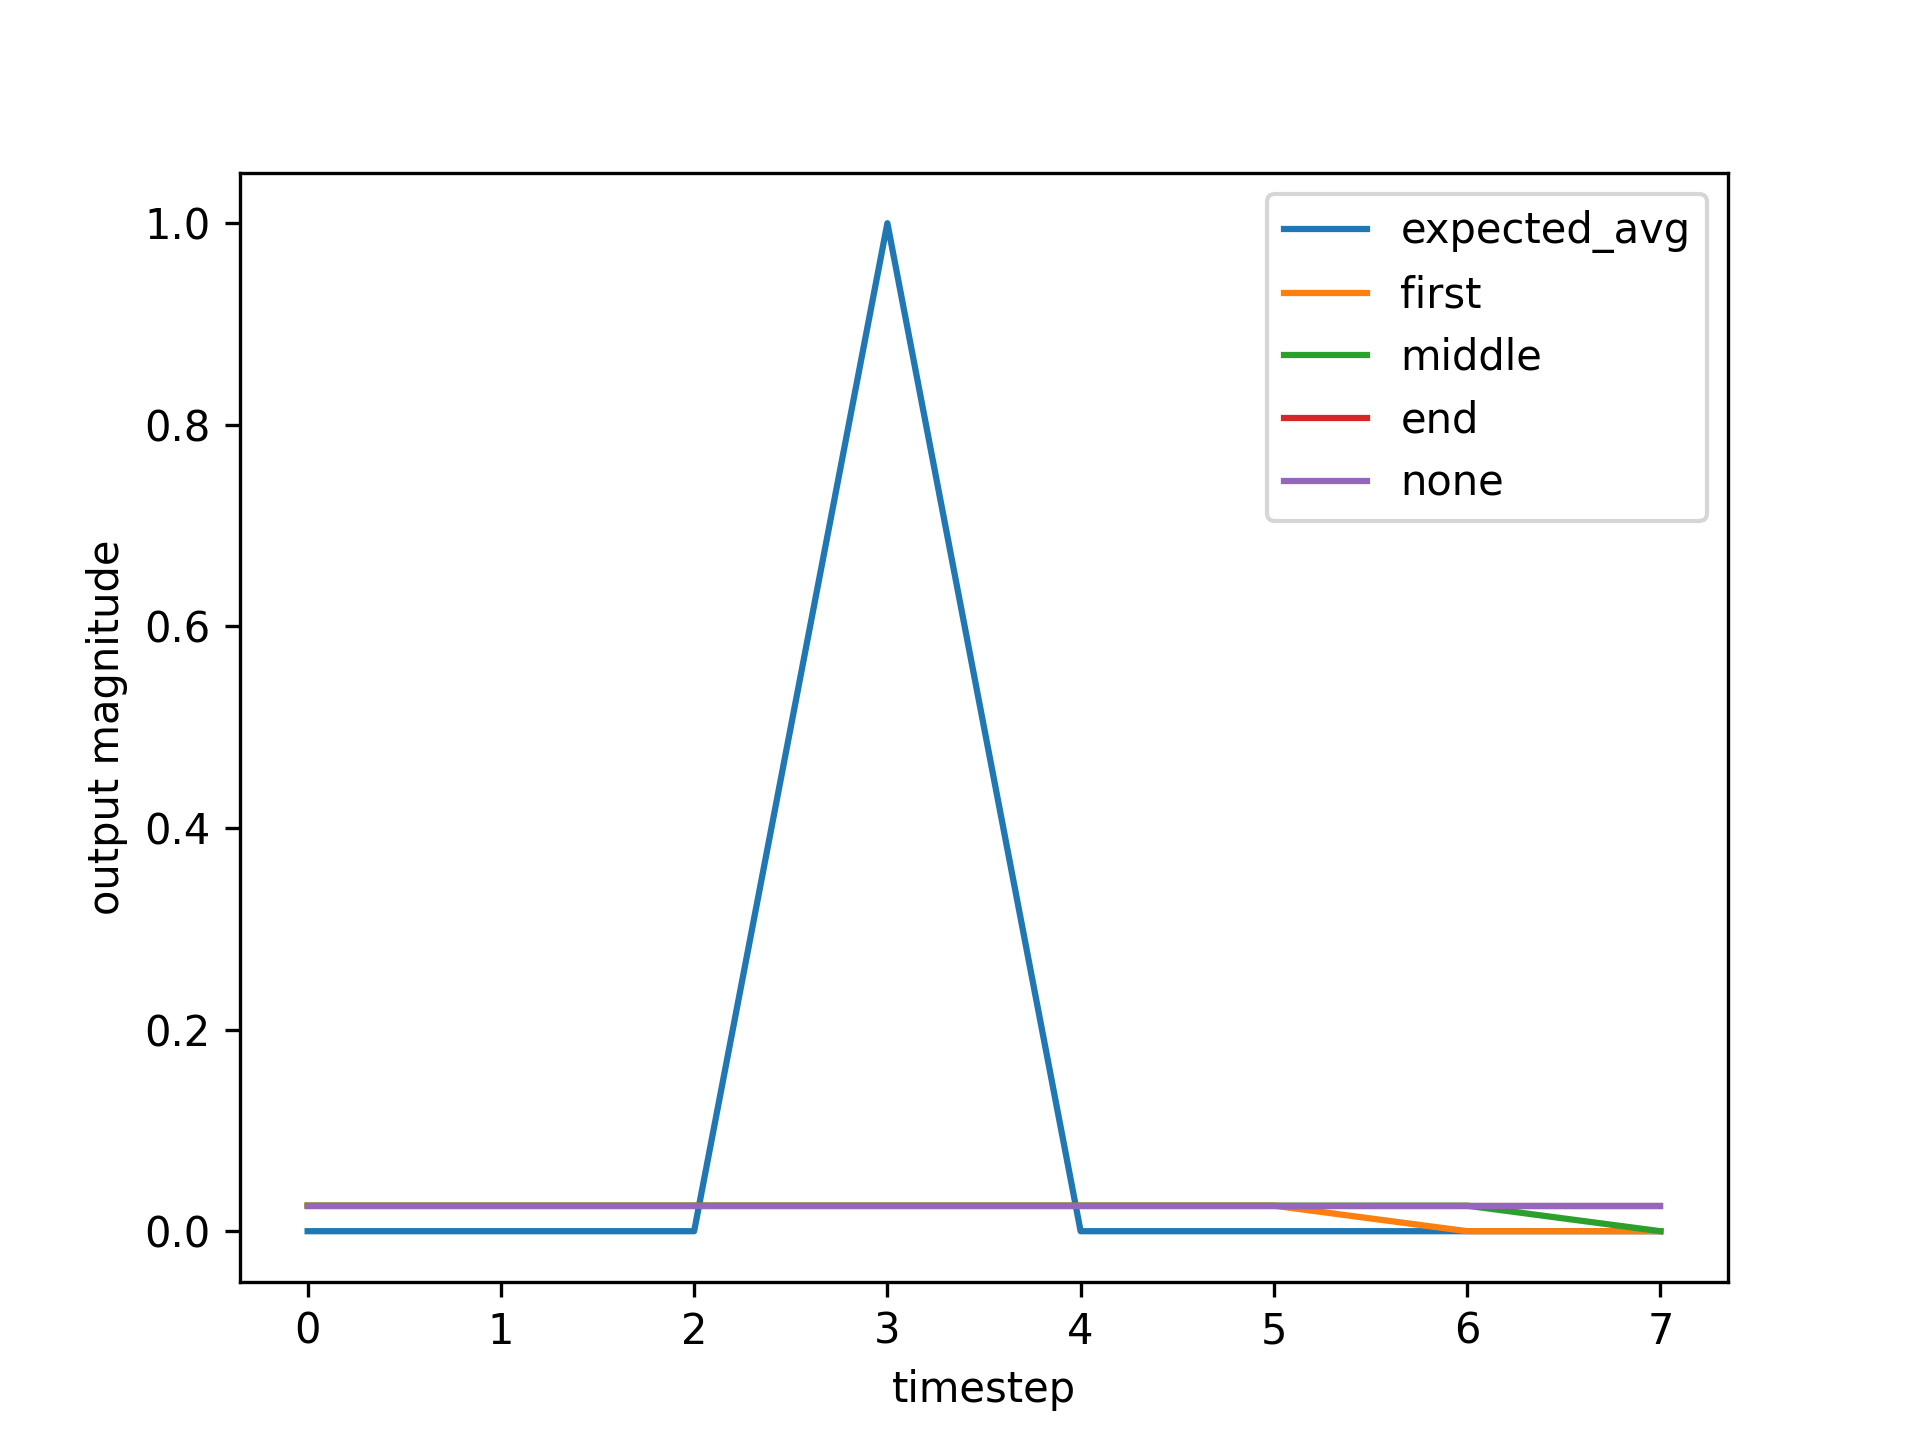 expected_avg
first
middle
end
none
output magnitude
1.0
0.8
0.6
0.4
0.2
0.0
0 1 2 3 4 5 6 7
timestep